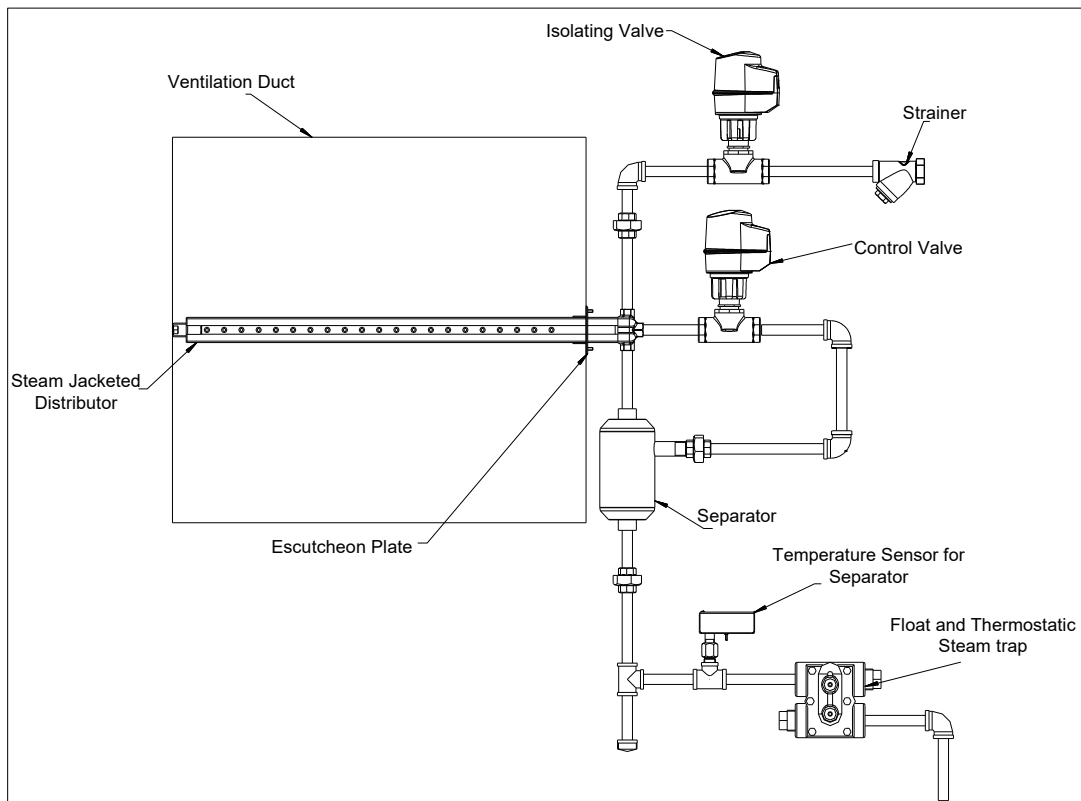 Isolating Valve
Ventilation Duct
Strainer
Control Valve
Steam Jacketed
Distributor
Separator
Escutcheon Plate
Temperature Sensor for
Separator
Float and Thermostatic
Steam trap